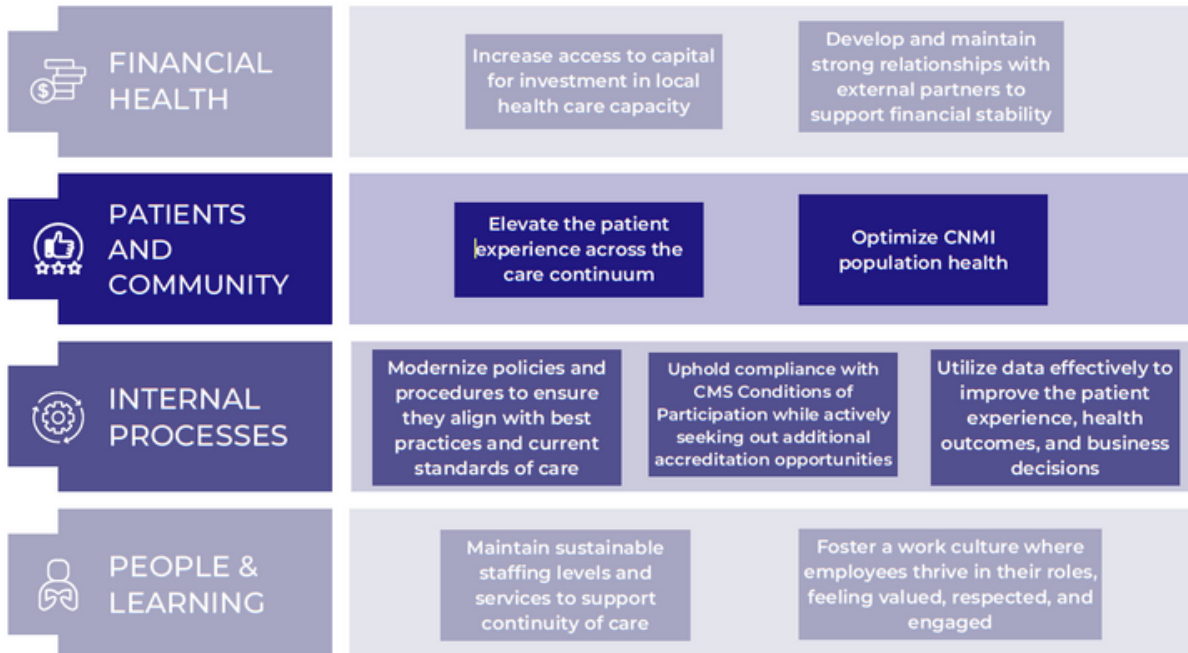 FINANCIAL
HEALTH
Increase access to capital
for investment in local
health care capacity
Develop and maintain
strong relationships with
external partners to
support financial stability
PATIENTS
AND
COMMUNITY
Elevate the patient
experience across the
care continuum
Optimize CNMI
population health
INTERNAL
PROCESSES
Modernize policies and
procedures to ensure
they align with best
practices and current
standards of care
Uphold compliance with
CMS Conditions of
Participation while actively
seeking out additional
accreditation opportunities
Utilize data effectively to
improve the patient
experience, health
outcomes, and business
decisions
PEOPLE &
LEARNING
Maintain sustainable
staffing levels and
services to support
continuity of care
Foster a work culture where
employees thrive in their roles,
feeling valued, respected, and
engaged